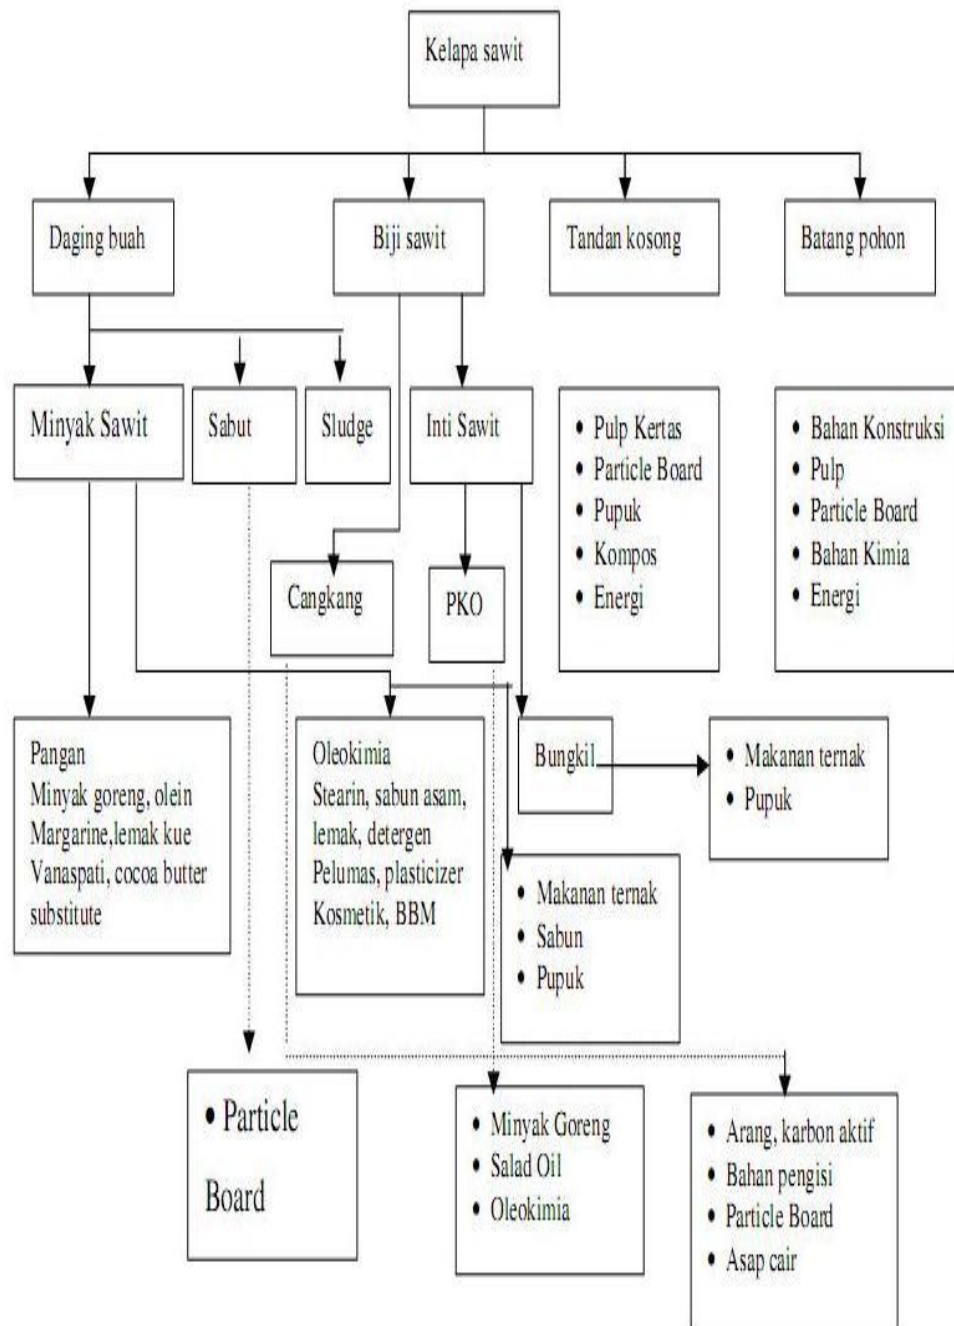 Kelapa sawit
Daging buah
Biji sawit
Tandan kosong
Batang pohon
Minyak Sawit
Sabut
Sludge
Inti Sawit
• Pulp Kertas
• Particle Board
• Pupuk
• Kompos
• Energi
• Bahan Konstruksi
• Pulp
• Particle Board
• Bahan Kimia
• Energi
Cangkang
PKO
Pangan
Minyak goreng, olein
Margarine,lemak kue
Vanaspati, cocoa butter
substitute
Oleokimia
Stearin, sabun asam,
lemak, detergen
Pelumas, plasticizer
Kosmetik, BBM
Bungkil
• Makanan ternak
• Pupuk
• Makanan ternak
• Sabun
• Pupuk
• Particle
Board
• Minyak Goreng
• Salad Oil
• Oleokimia
• Arang, karbon aktif
• Bahan pengisi
• Particle Board
• Asap cair